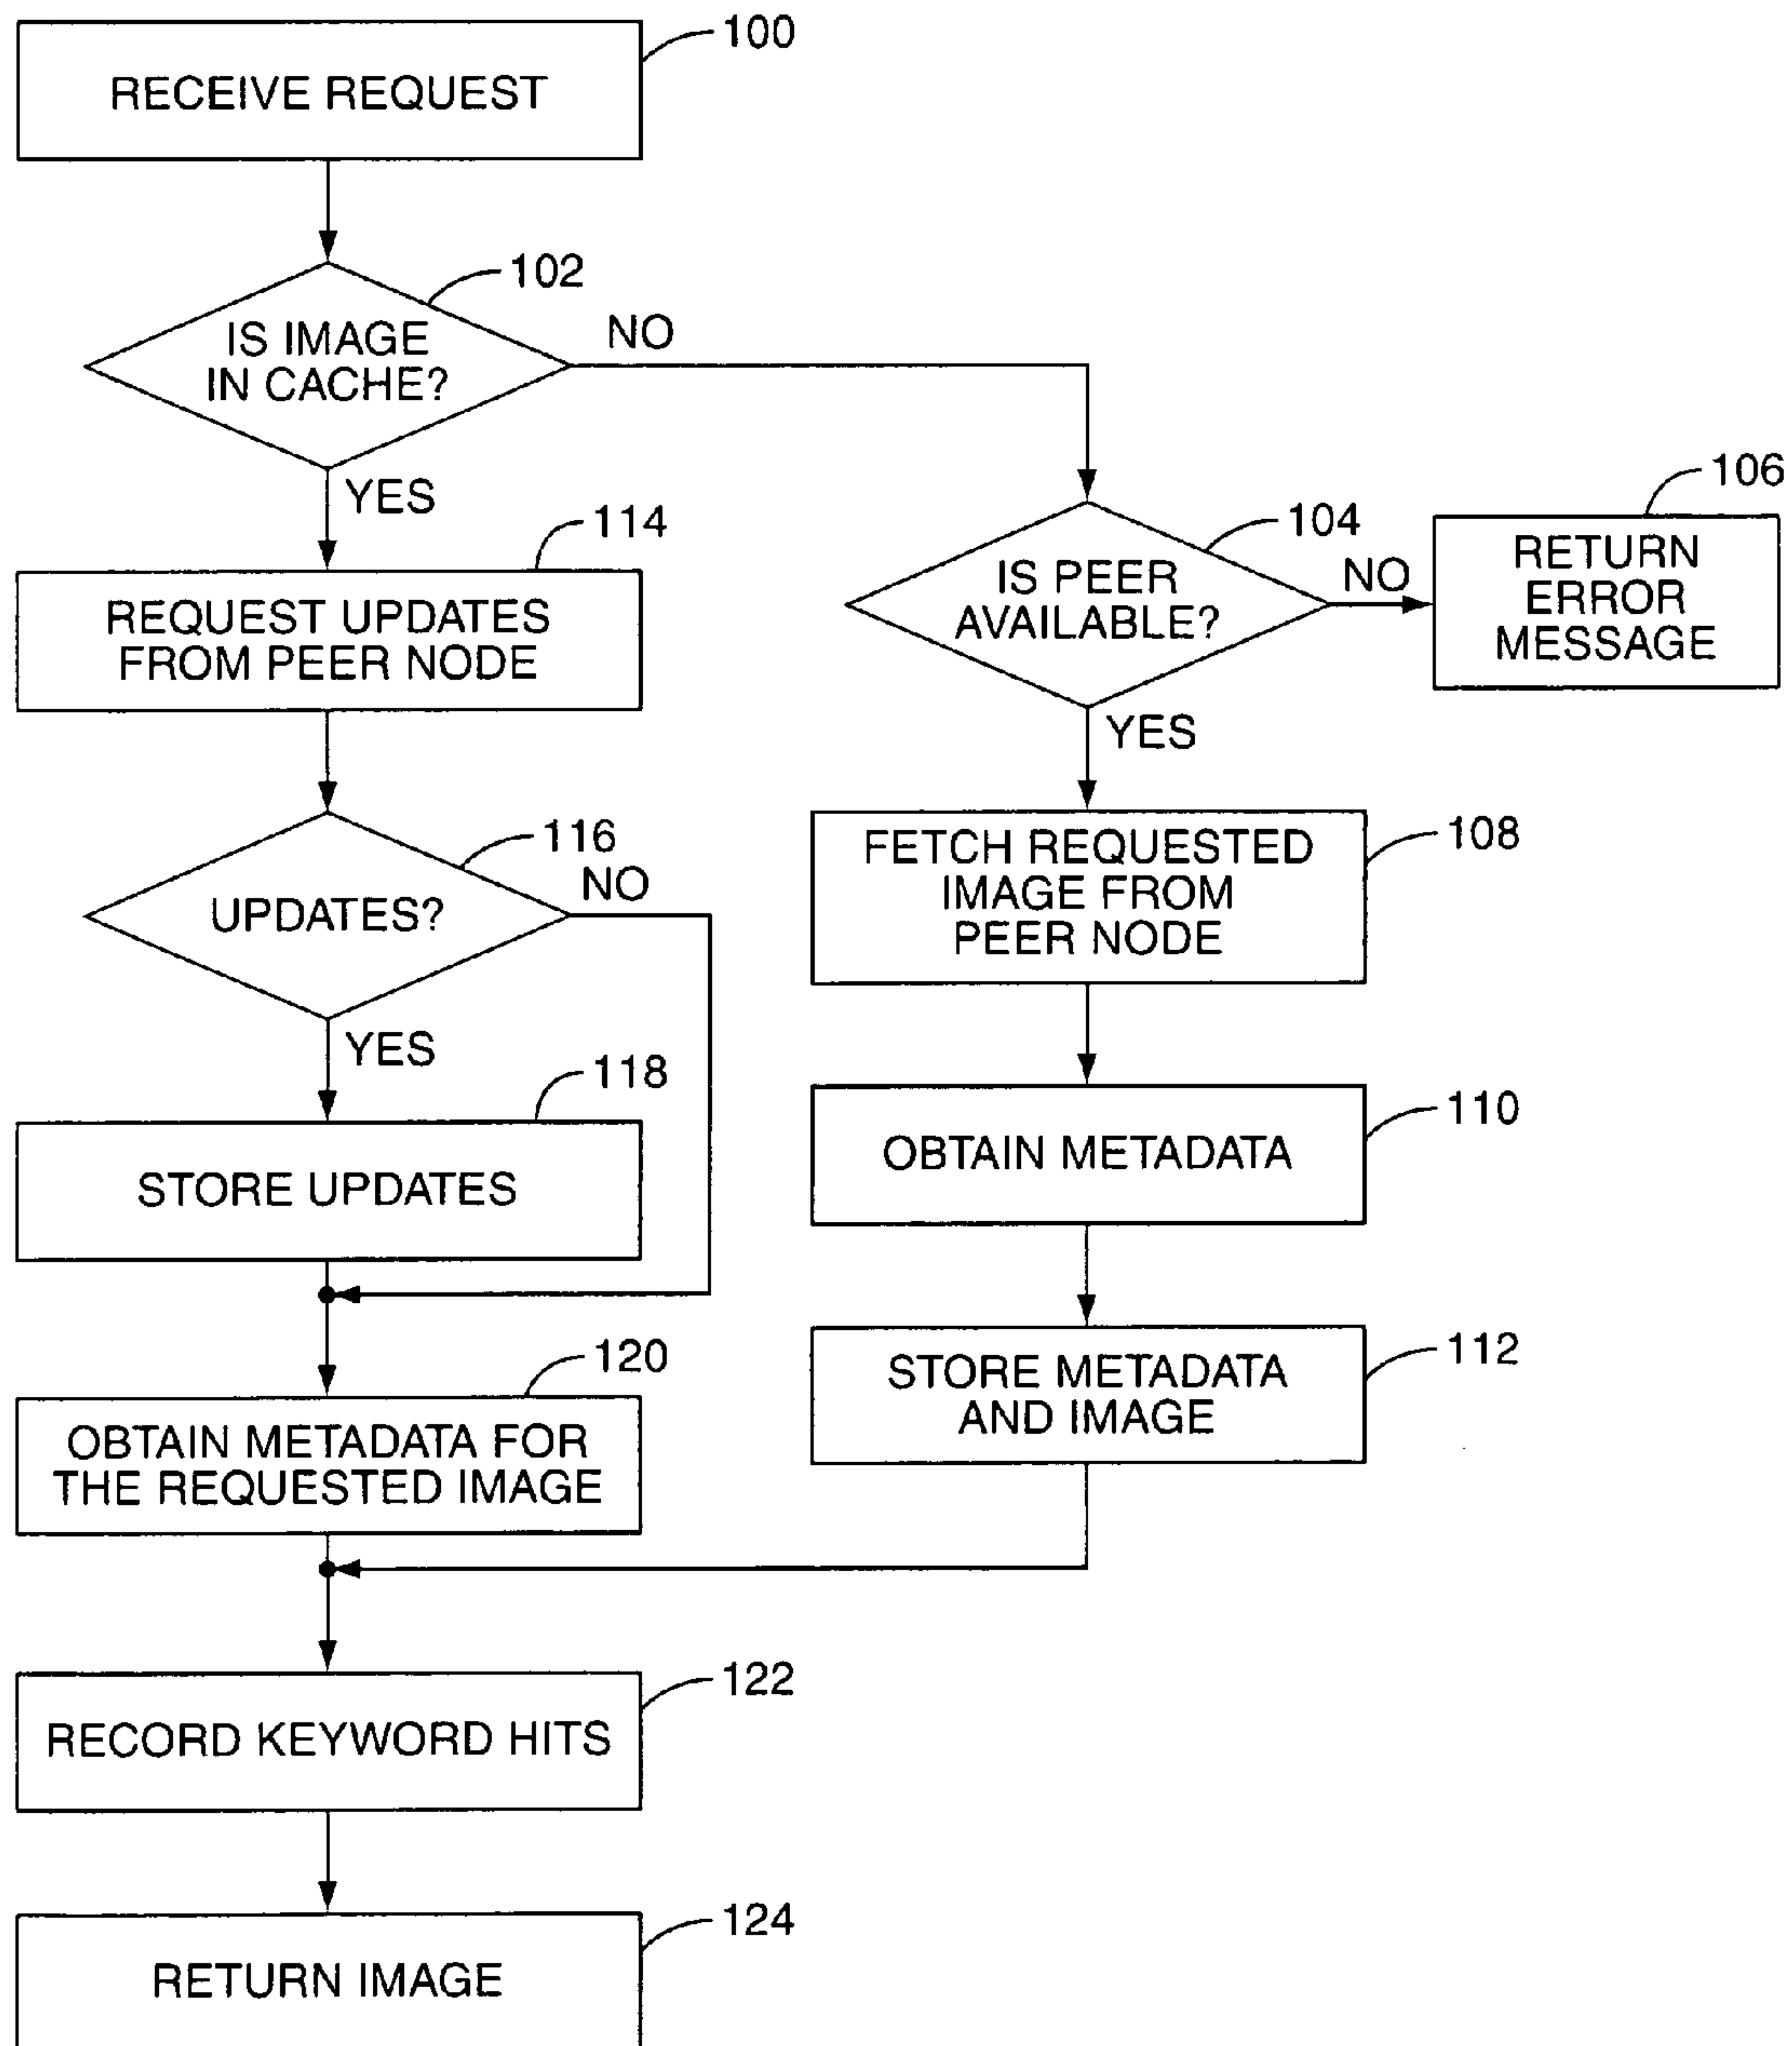 100
RECEIVE REQUEST
102
IS IMAGE
IN CACHE?
NO
YES
104
IS PEER
AVAILABLE?
NO
106
RETURN
ERROR
MESSAGE
YES
114
REQUEST UPDATES
FROM PEER NODE
108
FETCH REQUESTED
IMAGE FROM
PEER NODE
116
UPDATES?
NO
YES
110
OBTAIN METADATA
118
STORE UPDATES
112
STORE METADATA
AND IMAGE
120
OBTAIN METADATA FOR
THE REQUESTED IMAGE
122
RECORD KEYWORD HITS
124
RETURN IMAGE